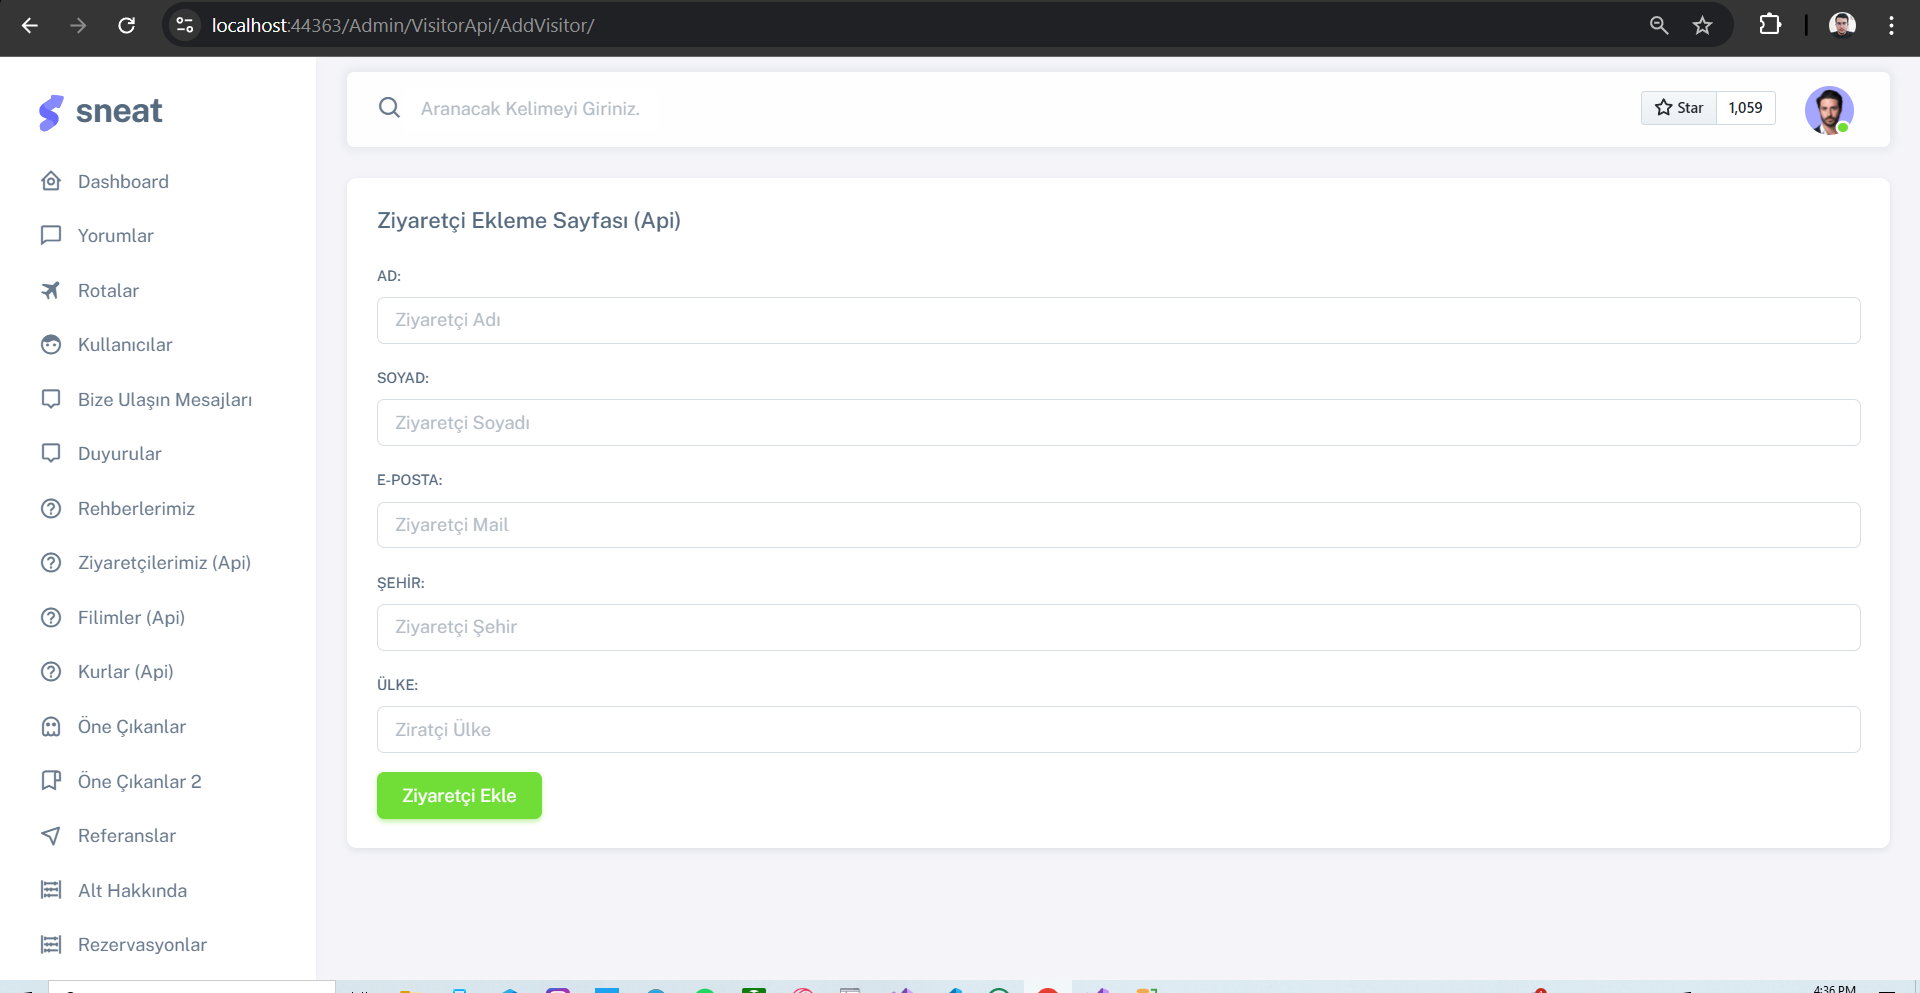 localhost:44363/Admin/VisitorApi/AddVisitor/
sneat
Dashboard
Yorumlar
Rotalar
Kullanıcılar
Bize Ulaşın Mesajları
Duyurular
Rehberlerimiz
Ziyaretçilerimiz (Api)
Filimler (Api)
Kurlar (Api)
Öne Çıkanlar
Öne Çıkanlar 2
Referanslar
Alt Hakkında
Rezervasyonlar
Aranacak Kelimeyi Giriniz.
Star 1,059
Ziyaretçi Ekleme Sayfası (Api)
AD:
Ziyaretçi Adı
SOYAD:
Ziyaretçi Soyadı
E-POSTA:
Ziyaretçi Mail
ŞEHİR:
Ziyaretçi Şehir
ÜLKE:
Ziratçi Ülke
Ziyaretçi Ekle
4:36 PM